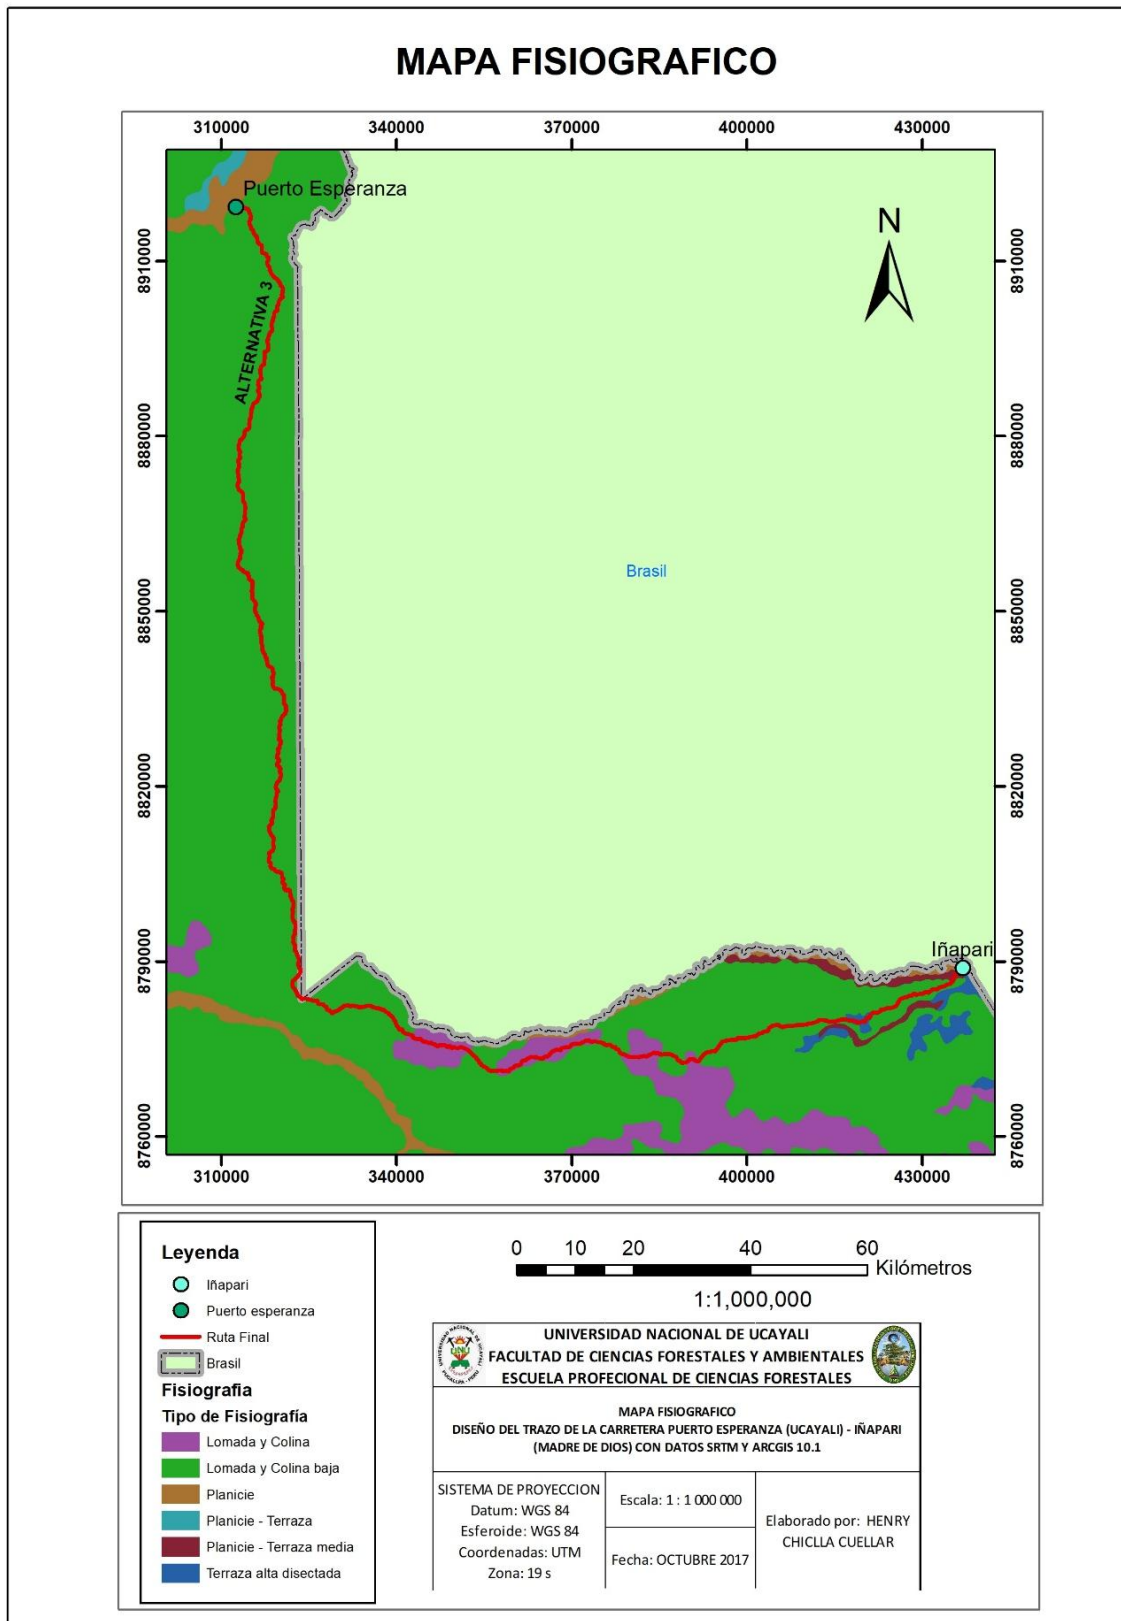 MAPA FISIOGRAFICO
310000 340000 370000 400000 430000
Puerto Esperanza
N
8910000 8910000
ALTERNATIVA 3
8880000 8880000
Brasil
8850000 8850000
8820000 8820000
Iñapari
8790000 8790000
8760000 8760000
310000 340000 370000 400000 430000
Leyenda
Iñapari
Puerto esperanza
Ruta Final
Brasil
Fisiografia
Tipo de Fisiografía
Lomada y Colina
Lomada y Colina baja
Planicie
Planicie - Terraza
Planicie - Terraza media
Terraza alta disectada
0 10 20 40 60
Kilómetros
1:1,000,000
UNIVERSIDAD NACIONAL DE UCAYALI
FACULTAD DE CIENCIAS FORESTALES Y AMBIENTALES
ESCUELA PROFECIONAL DE CIENCIAS FORESTALES
MAPA FISIOGRAFICO
DISEÑO DEL TRAZO DE LA CARRETERA PUERTO ESPERANZA (UCAYALI) - IÑAPARI
(MADRE DE DIOS) CON DATOS SRTM Y ARCGIS 10.1
SISTEMA DE PROYECCION
Datum: WGS 84
Esferoide: WGS 84
Coordenadas: UTM
Zona: 19 s
Escala: 1 : 1 000 000
Fecha: OCTUBRE 2017
Elaborado por: HENRY
CHICLLA CUELLAR